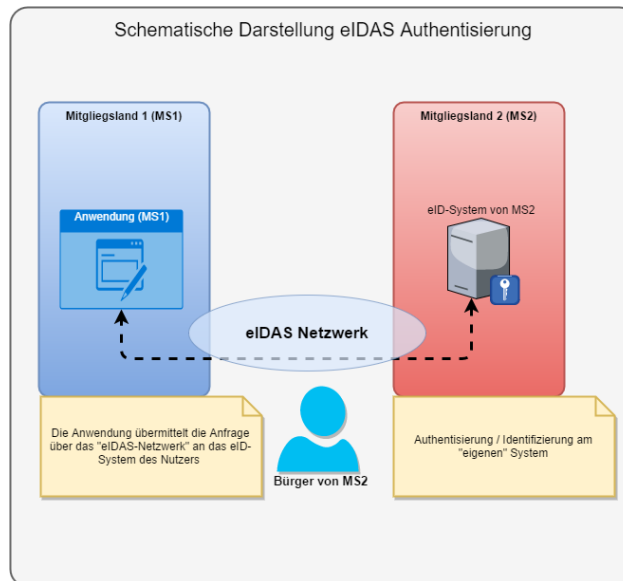 Schematische Darstellung eIDAS Authentisierung
Mitgliegsland 1 (MS1)
Mitgliegsland 2 (MS2)
Anwendung (MS1)
eID-System von MS2
eIDAS Netzwerk
Die Anwendung übermittelt die Anfrage
über das "eIDAS-Netzwerk" an das eID-
System des Nutzers
Authentisierung / Identifizierung am
"eigenen" System
Bürger von MS2